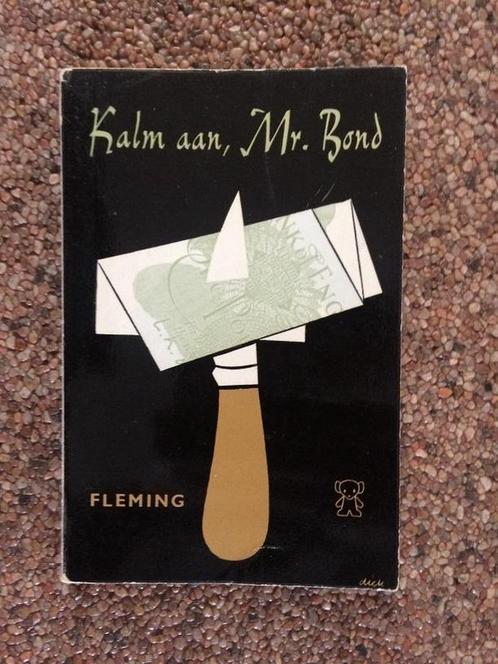 Kalm aan, Mr. Bond
FLEMING
dick